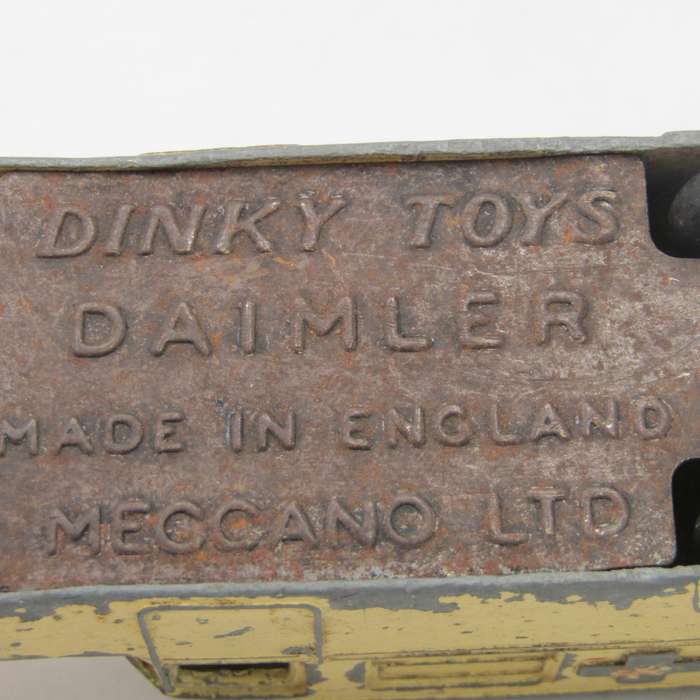 DINKY TOYS
DAIMLER
MADE IN ENGLAND
MECCANO LTD